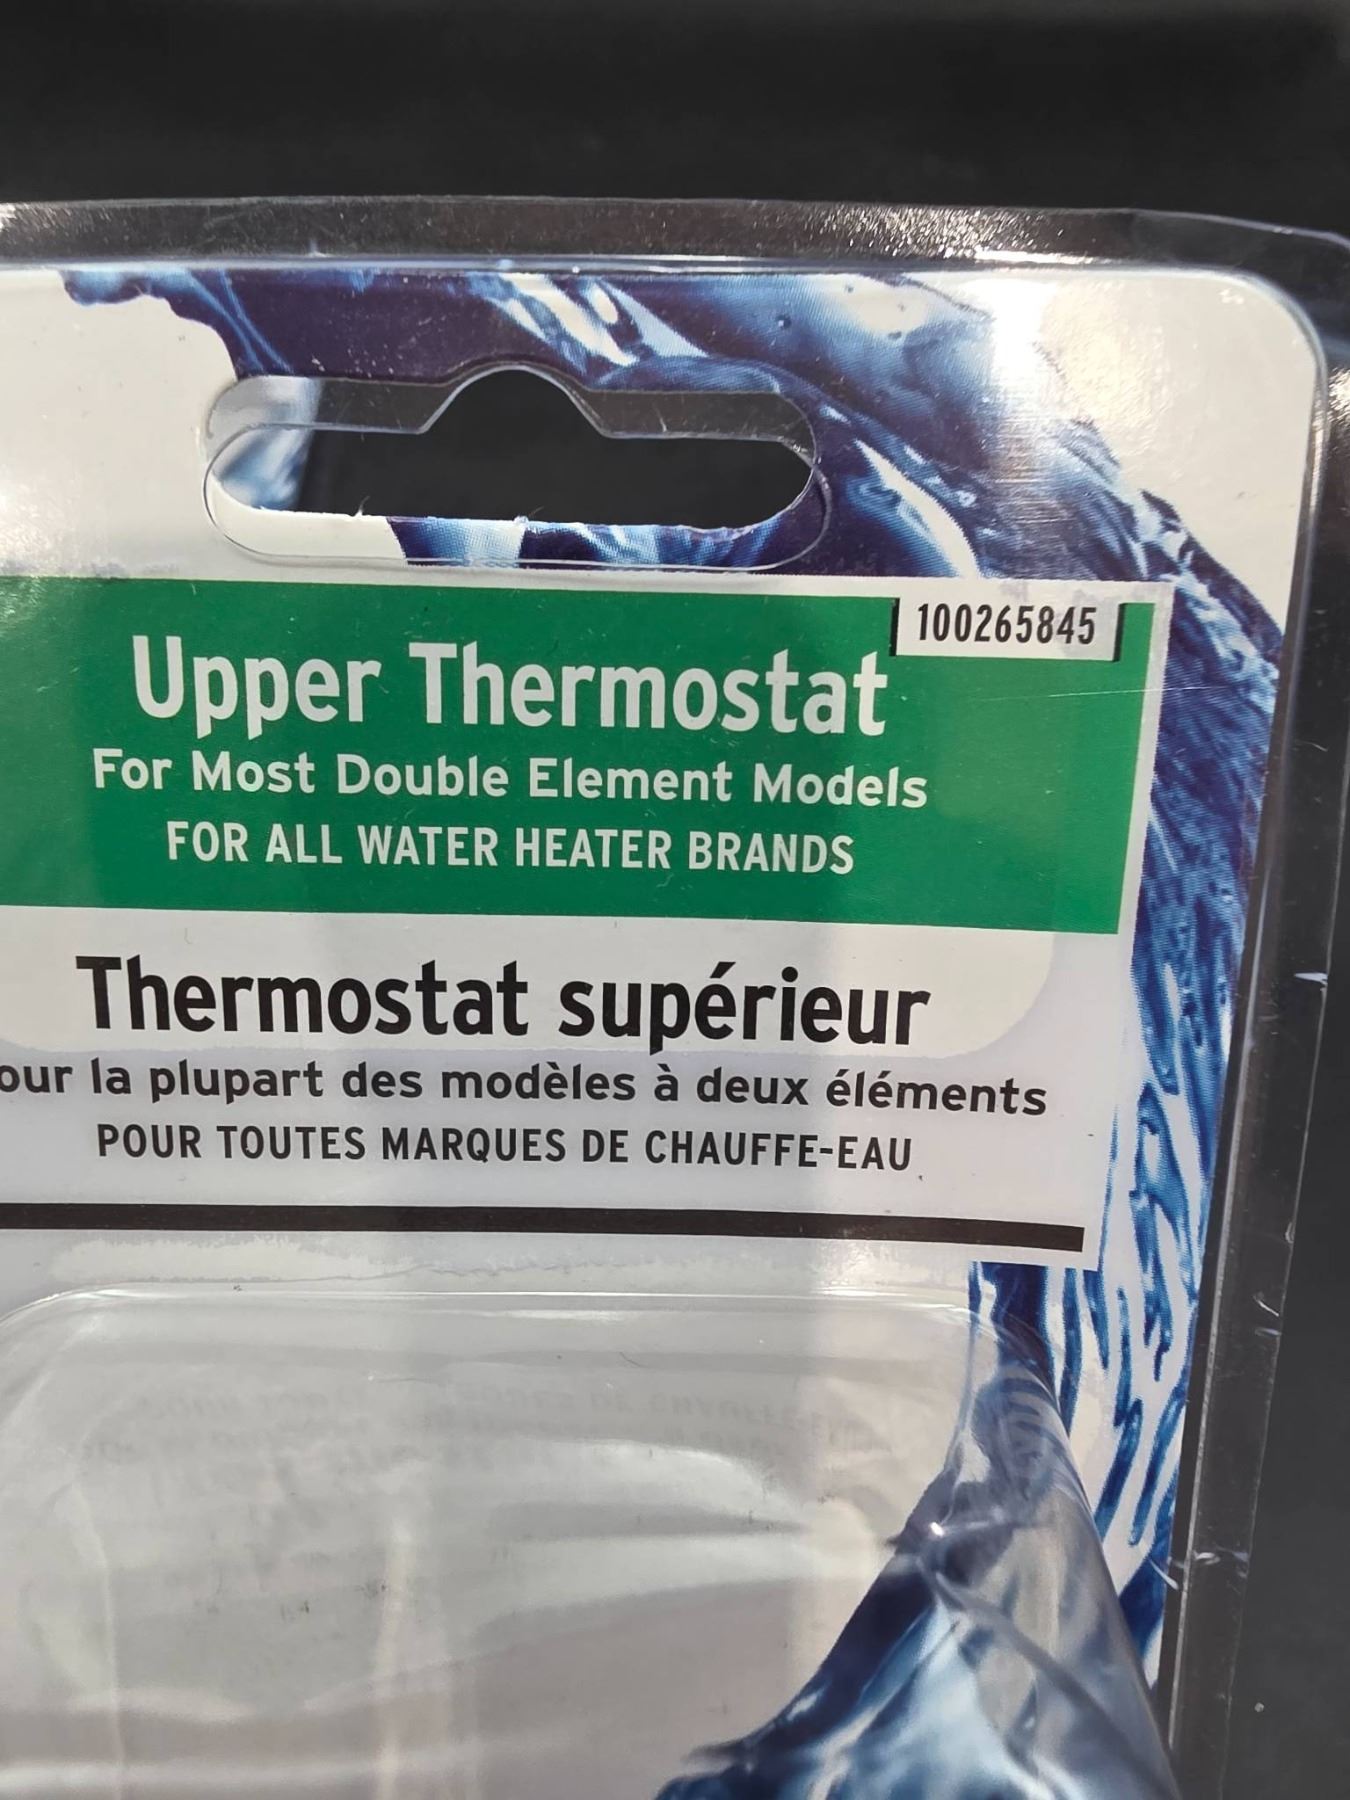 100265845
Upper Thermostat
For Most Double Element Models
FOR ALL WATER HEATER BRANDS
Thermostat supérieur
our la plupart des modèles à deux éléments
POUR TOUTES MARQUES DE CHAUFFE-EAU